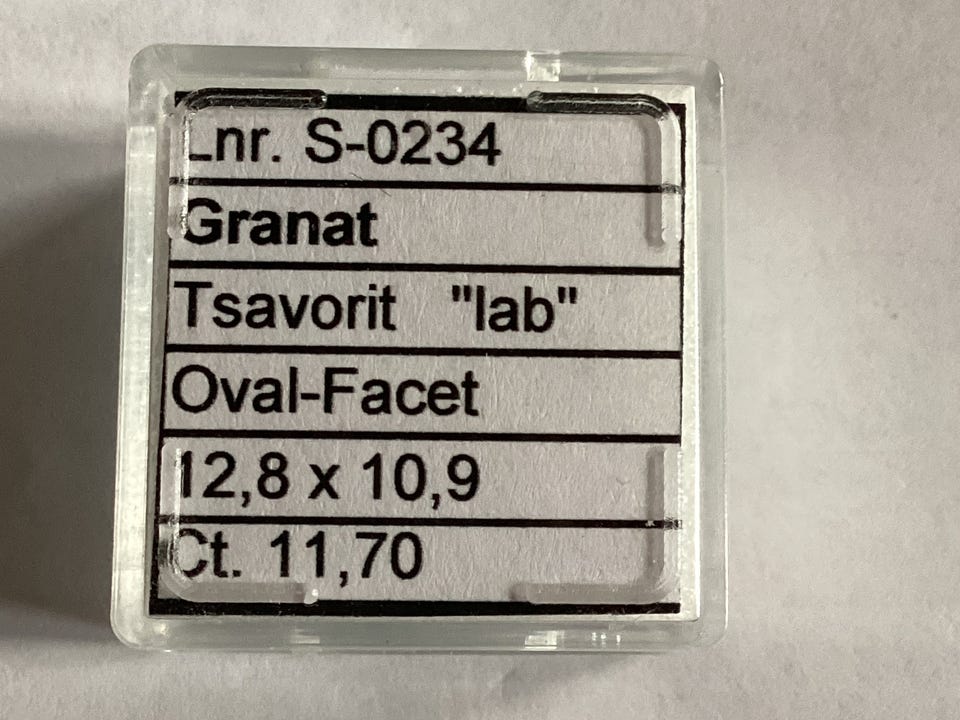 Lnr. S-0234
Granat
Tsavorit "lab"
Oval-Facet
12,8 x 10,9
Ct. 11,70